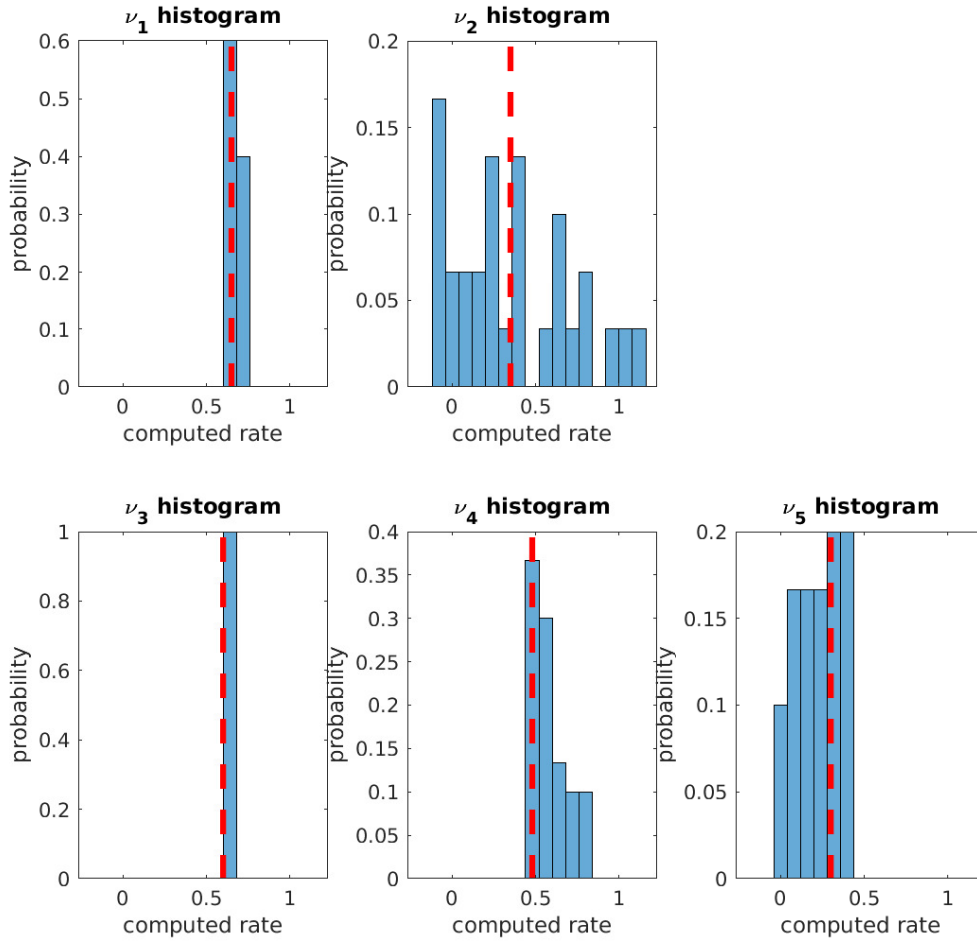 ν1 histogram
0.6
0.5
0.4
0.3
0.2
0.1
0
probability
0 0.5 1
computed rate
ν2 histogram
0.2
0.15
0.1
0.05
0
probability
0 0.5 1
computed rate
ν3 histogram
1
0.8
0.6
0.4
0.2
0
probability
0 0.5 1
computed rate
ν4 histogram
0.4
0.35
0.3
0.25
0.2
0.15
0.1
0.05
0
probability
0 0.5 1
computed rate
ν5 histogram
0.2
0.15
0.1
0.05
0
probability
0 0.5 1
computed rate